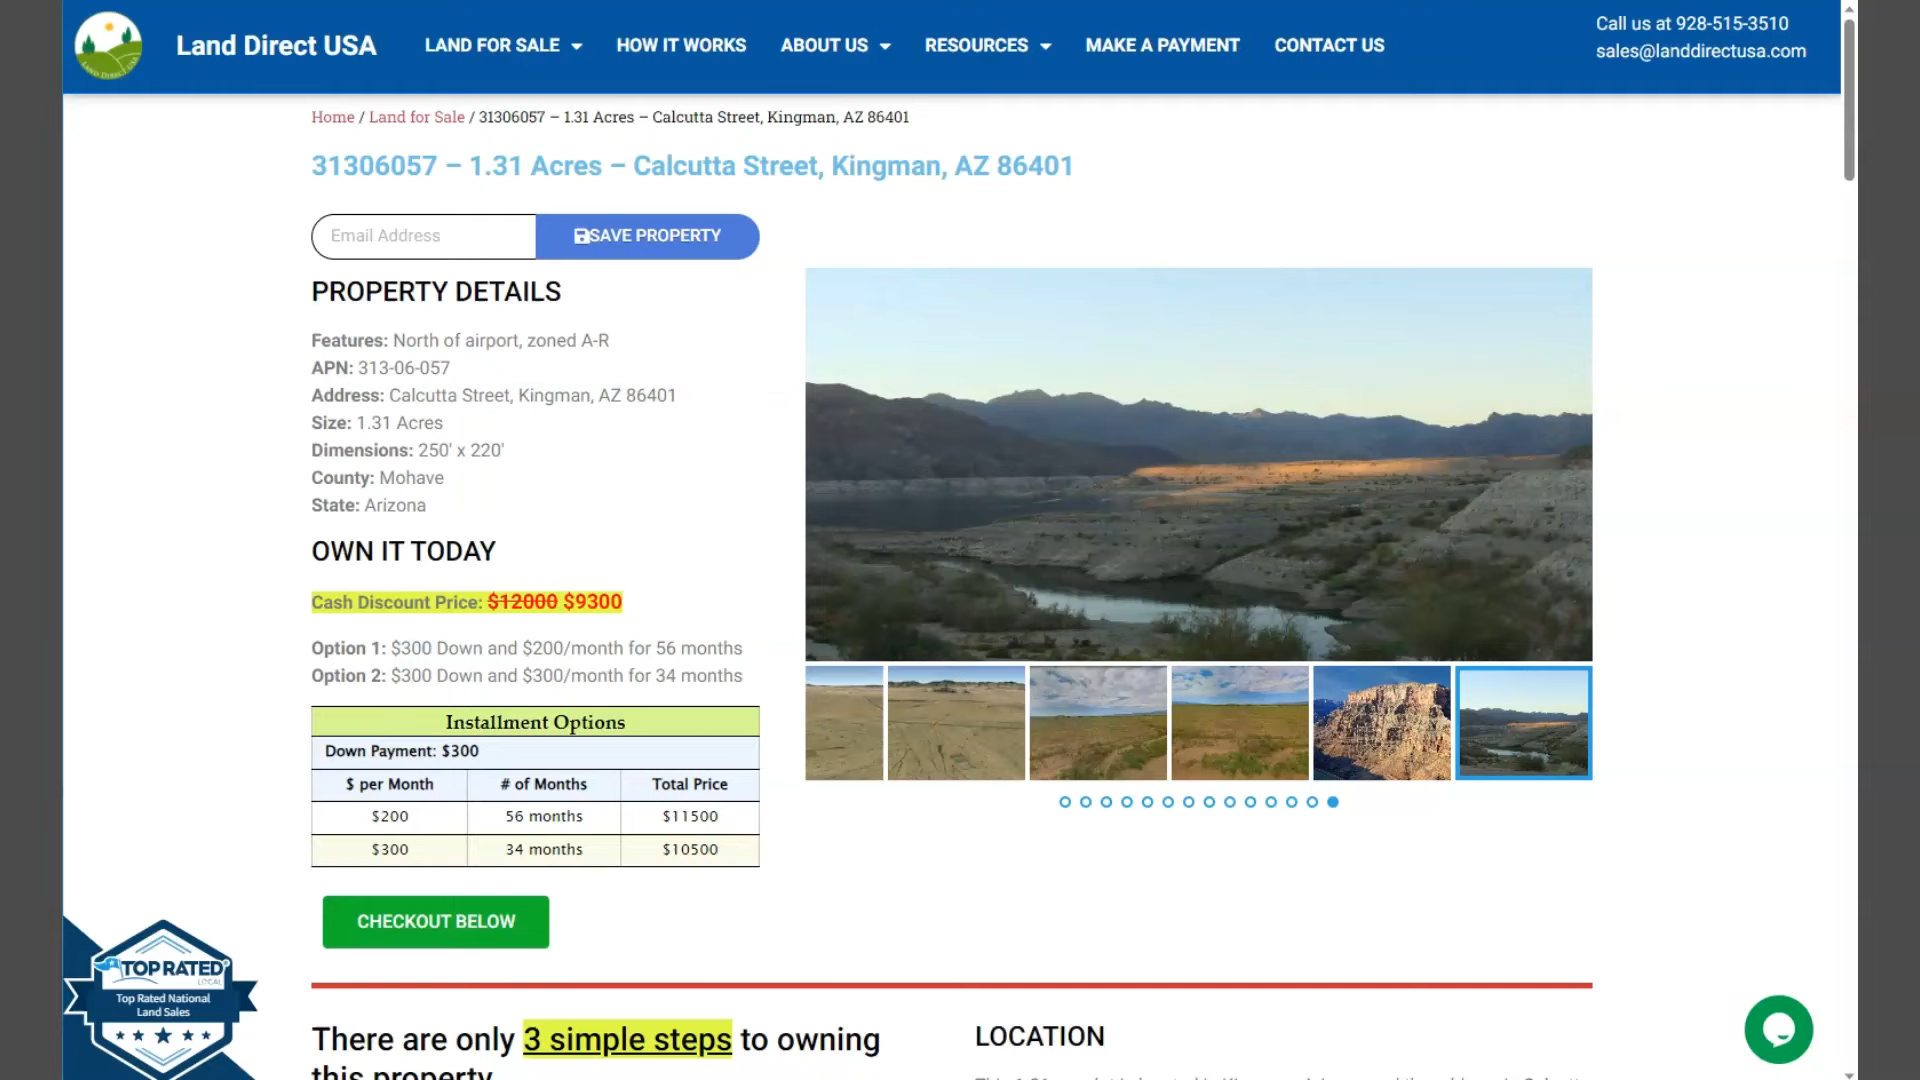 Land Direct USA
LAND FOR SALE
HOW IT WORKS
ABOUT US
RESOURCES
MAKE A PAYMENT
CONTACT US
Call us at 928-515-3510
sales@landdirectusa.com
Home / Land for Sale / 31306057 – 1.31 Acres – Calcutta Street, Kingman, AZ 86401
31306057 – 1.31 Acres – Calcutta Street, Kingman, AZ 86401
Email Address
SAVE PROPERTY
PROPERTY DETAILS
Features: North of airport, zoned A-R
APN: 313-06-057
Address: Calcutta Street, Kingman, AZ 86401
Size: 1.31 Acres
Dimensions: 250' x 220'
County: Mohave
State: Arizona
OWN IT TODAY
Cash Discount Price: $12000 $9300
Option 1: $300 Down and $200/month for 56 months
Option 2: $300 Down and $300/month for 34 months
Installment Options
Down Payment: $300
$ per Month # of Months Total Price
$200 56 months $11500
$300 34 months $10500
CHECKOUT BELOW
TOP RATED
LOCAL
Top Rated National
Land Sales
There are only 3 simple steps to owning
this property
LOCATION